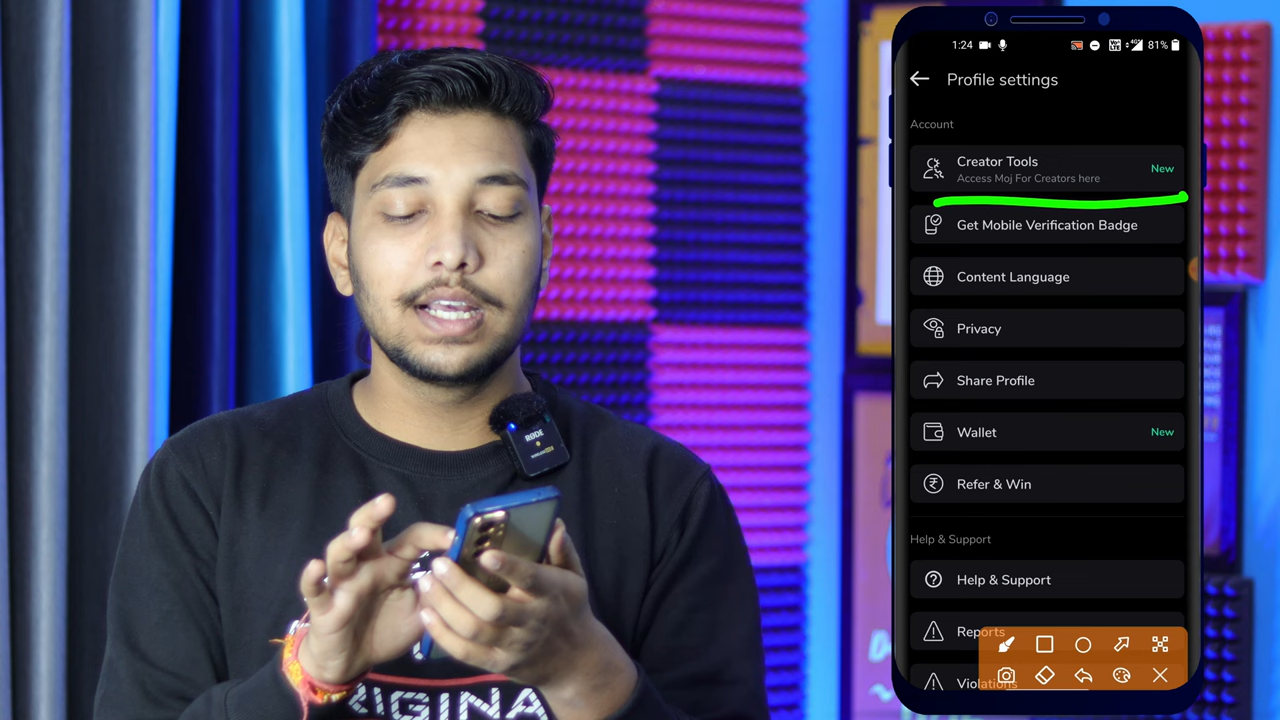 1:24
81%
Profile settings
Account
Creator Tools
Access Moj For Creators here
New
Get Mobile Verification Badge
Content Language
Privacy
Share Profile
Wallet
New
Refer & Win
Help & Support
Help & Support
Reports
Violations
RØDE
RIGINA